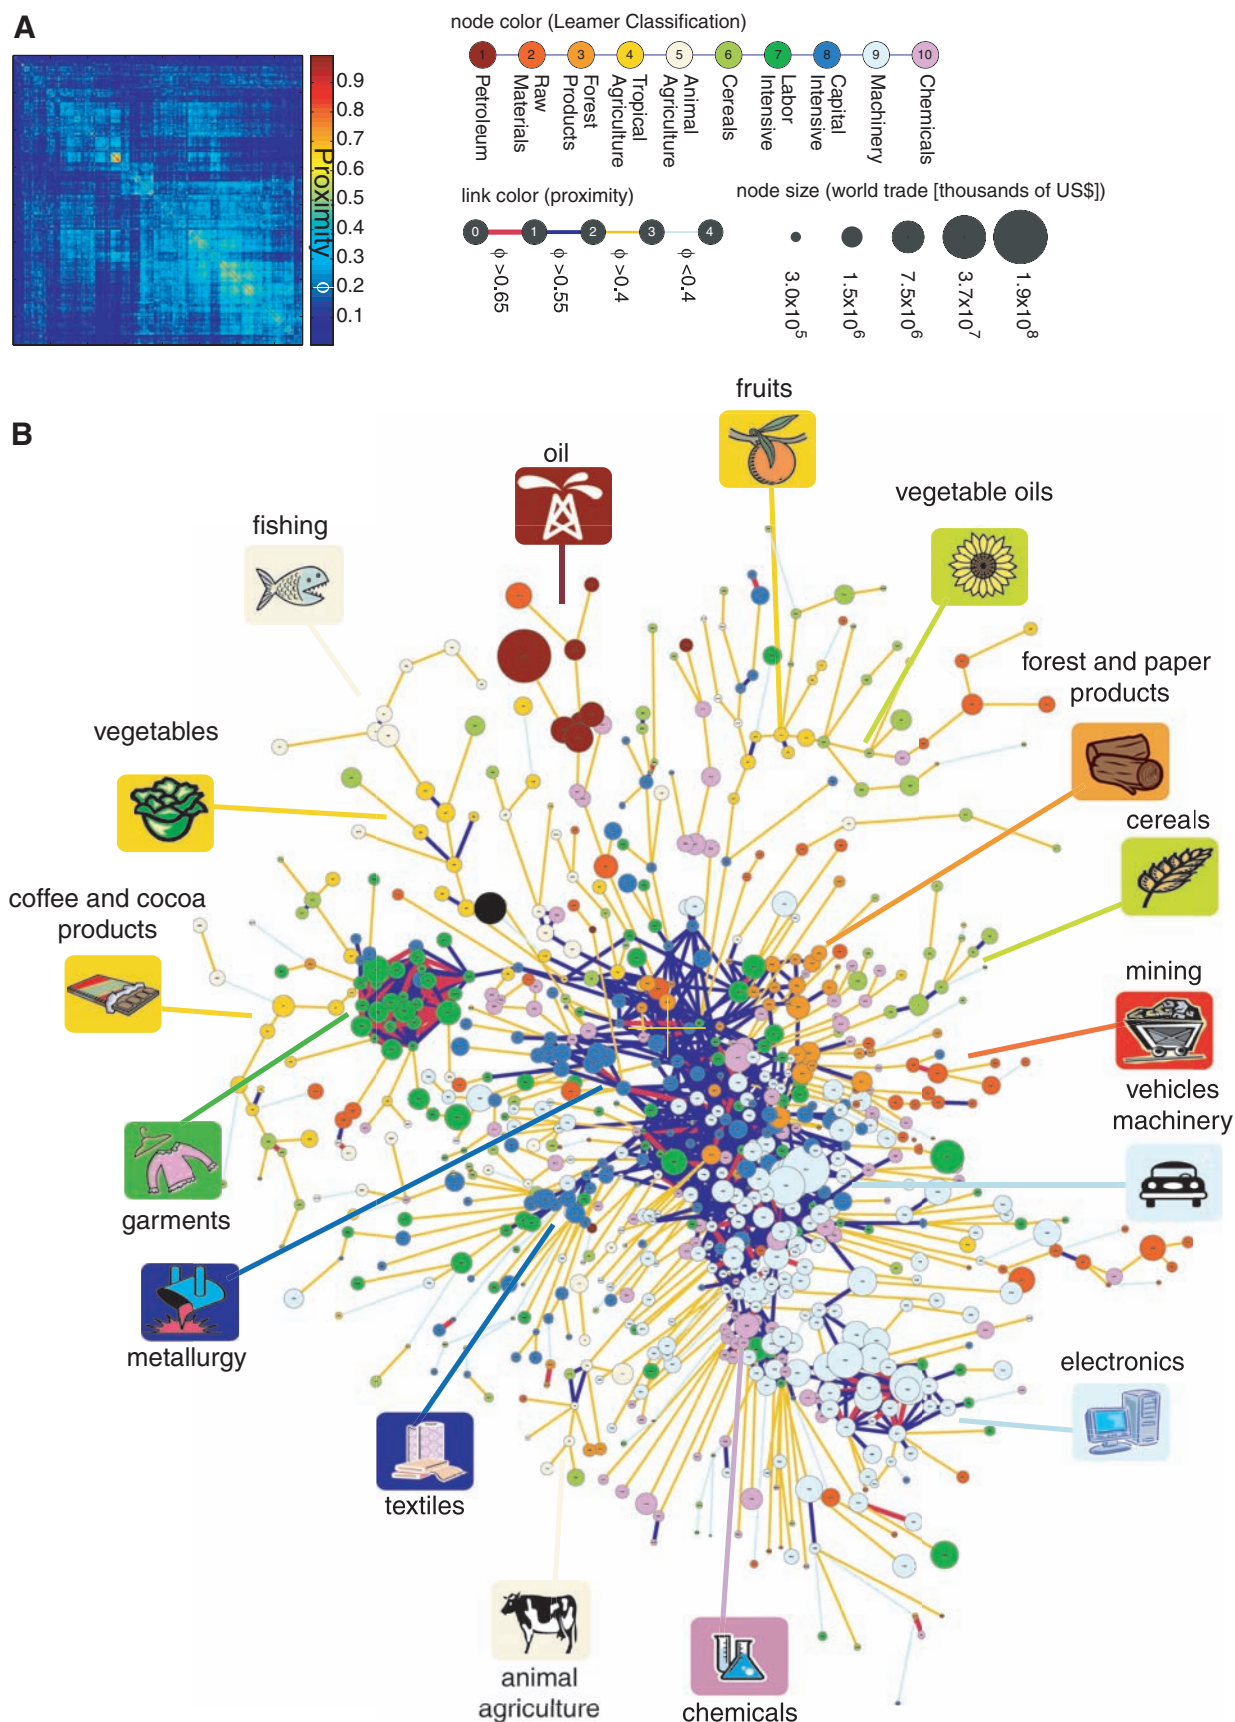 A
0.9
0.8
0.7
0.6
0.5
0.4
0.3
0.2
0.1
Proximity ϕ
node color (Leamer Classification)
1 2 3 4 5 6 7 8 9 10
Petroleum
Raw Materials
Forest Products
Tropical Agriculture
Animal Agriculture
Cereals
Labor Intensive
Capital Intensive
Machinery
Chemicals
link color (proximity)
0 1 2 3 4
ϕ >0.65
ϕ >0.55
ϕ >0.4
ϕ <0.4
node size (world trade [thousands of US$])
3.0x10⁵
1.5x10⁶
7.5x10⁶
3.7x10⁷
1.9x10⁸
B
fruits
oil
vegetable oils
fishing
forest and paper
products
vegetables
cereals
coffee and cocoa
products
mining
vehicles
machinery
garments
metallurgy
electronics
textiles
animal
agriculture
chemicals